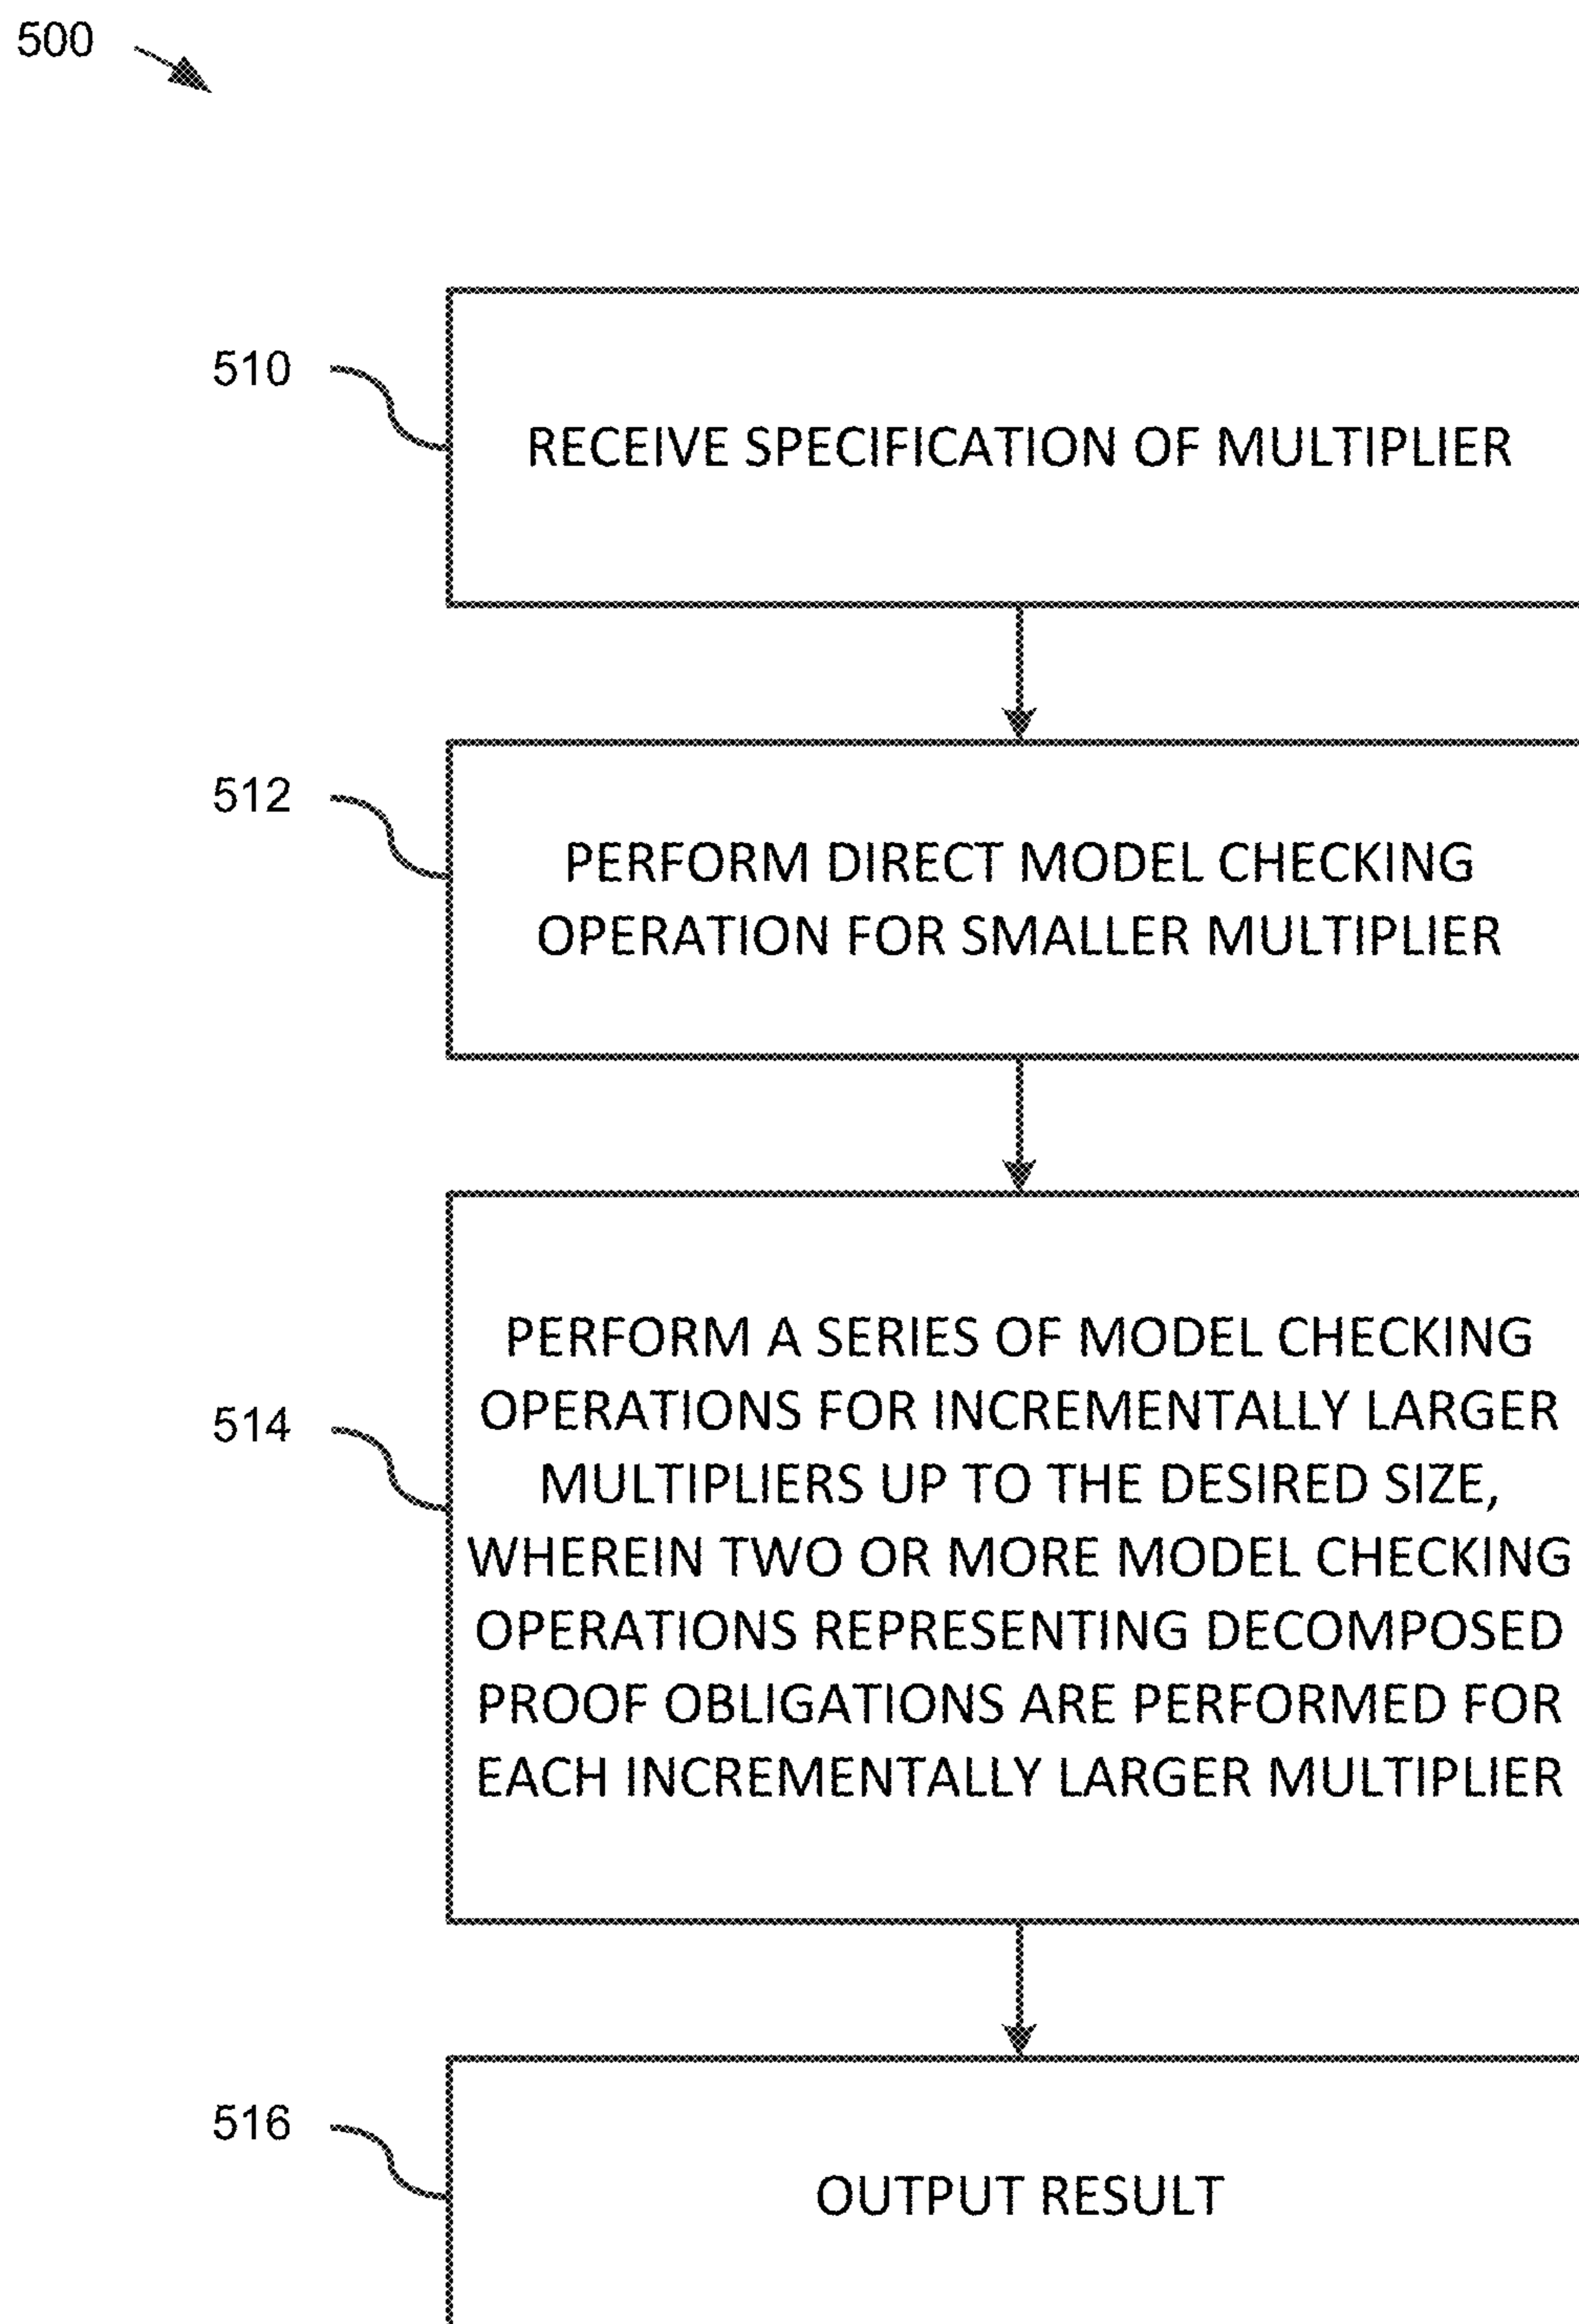 500
510
RECEIVE SPECIFICATION OF MULTIPLIER
512
PERFORM DIRECT MODEL CHECKING
OPERATION FOR SMALLER MULTIPLIER
514
PERFORM A SERIES OF MODEL CHECKING
OPERATIONS FOR INCREMENTALLY LARGER
MULTIPLIERS UP TO THE DESIRED SIZE,
WHEREIN TWO OR MORE MODEL CHECKING
OPERATIONS REPRESENTING DECOMPOSED
PROOF OBLIGATIONS ARE PERFORMED FOR
EACH INCREMENTALLY LARGER MULTIPLIER
516
OUTPUT RESULT